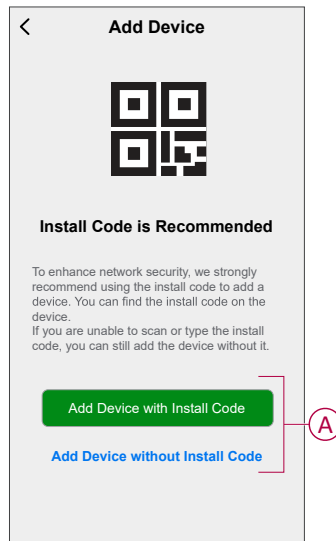 Add Device
Install Code is Recommended
To enhance network security, we strongly
recommend using the install code to add a
device. You can find the install code on the
device.
If you are unable to scan or type the install
code, you can still add the device without it.
Add Device with Install Code
A
Add Device without Install Code